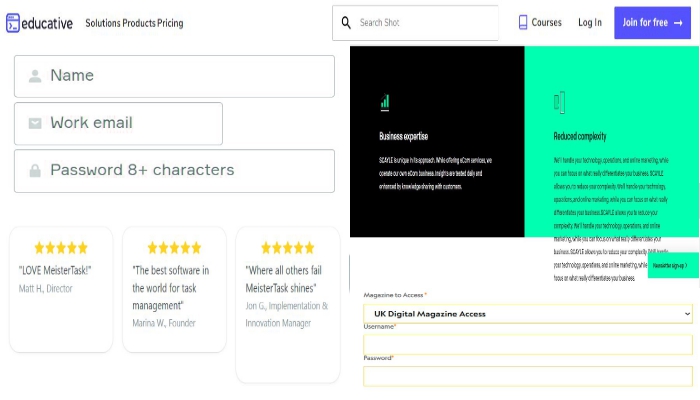 educative
Solutions Products Pricing
Search Shot
Courses
Log In
Join for free →
Name
Work email
Password 8+ characters
"LOVE MeisterTask!"
Matt H., Director
"The best software in
the world for task
management"
Marina W., Founder
"Where all others fail
MeisterTask shines"
Jon G., Implementation &
Innovation Manager
Business expertise
SCAYLE is unique in its approach. While offering eCom services, we
operate our own eCom business. Insights are tested daily and
enhanced by knowledge sharing with customers.
Reduced complexity
We'll handle your technology, operations, and online marketing, while
you can focus on what really differentiates your business. SCAYLE
allows you to reduce your complexity. We'll handle your technology,
operations, and online marketing, while you can focus on what really
differentiates your business. SCAYLE allows you to reduce your
complexity. We'll handle your technology, operations, and online
marketing, while you can focus on what really differentiates your
business. SCAYLE allows you to reduce your complexity. We'll handle
your technology, operations, and online marketing, while
focus on what really differentiates your business.
Newsletter sign-up ?
Magazine to Access *
UK Digital Magazine Access
Username*
Password*